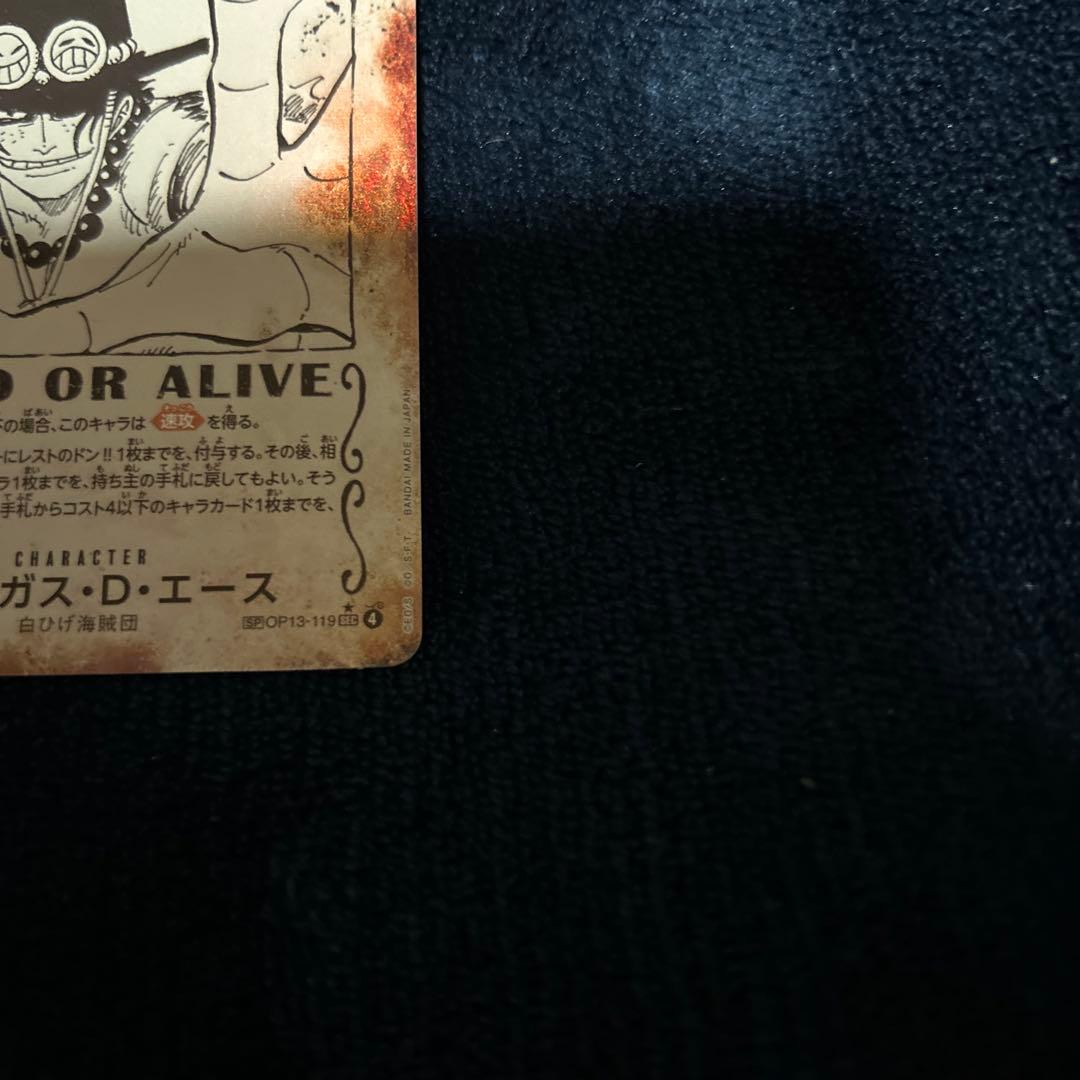 OR ALIVE
の場合、このキャラは 速攻 を得る。
にレストのドン!!1枚までを、付与する。その後、相
ラ1枚までを、持ち主の手札に戻してもよい。そう
手札からコスト4以下のキャラカード1枚までを、
CHARACTER
ガス・D・エース
白ひげ海賊団
SP OP13-119 SEC 4
BANDAI MADE IN JAPAN